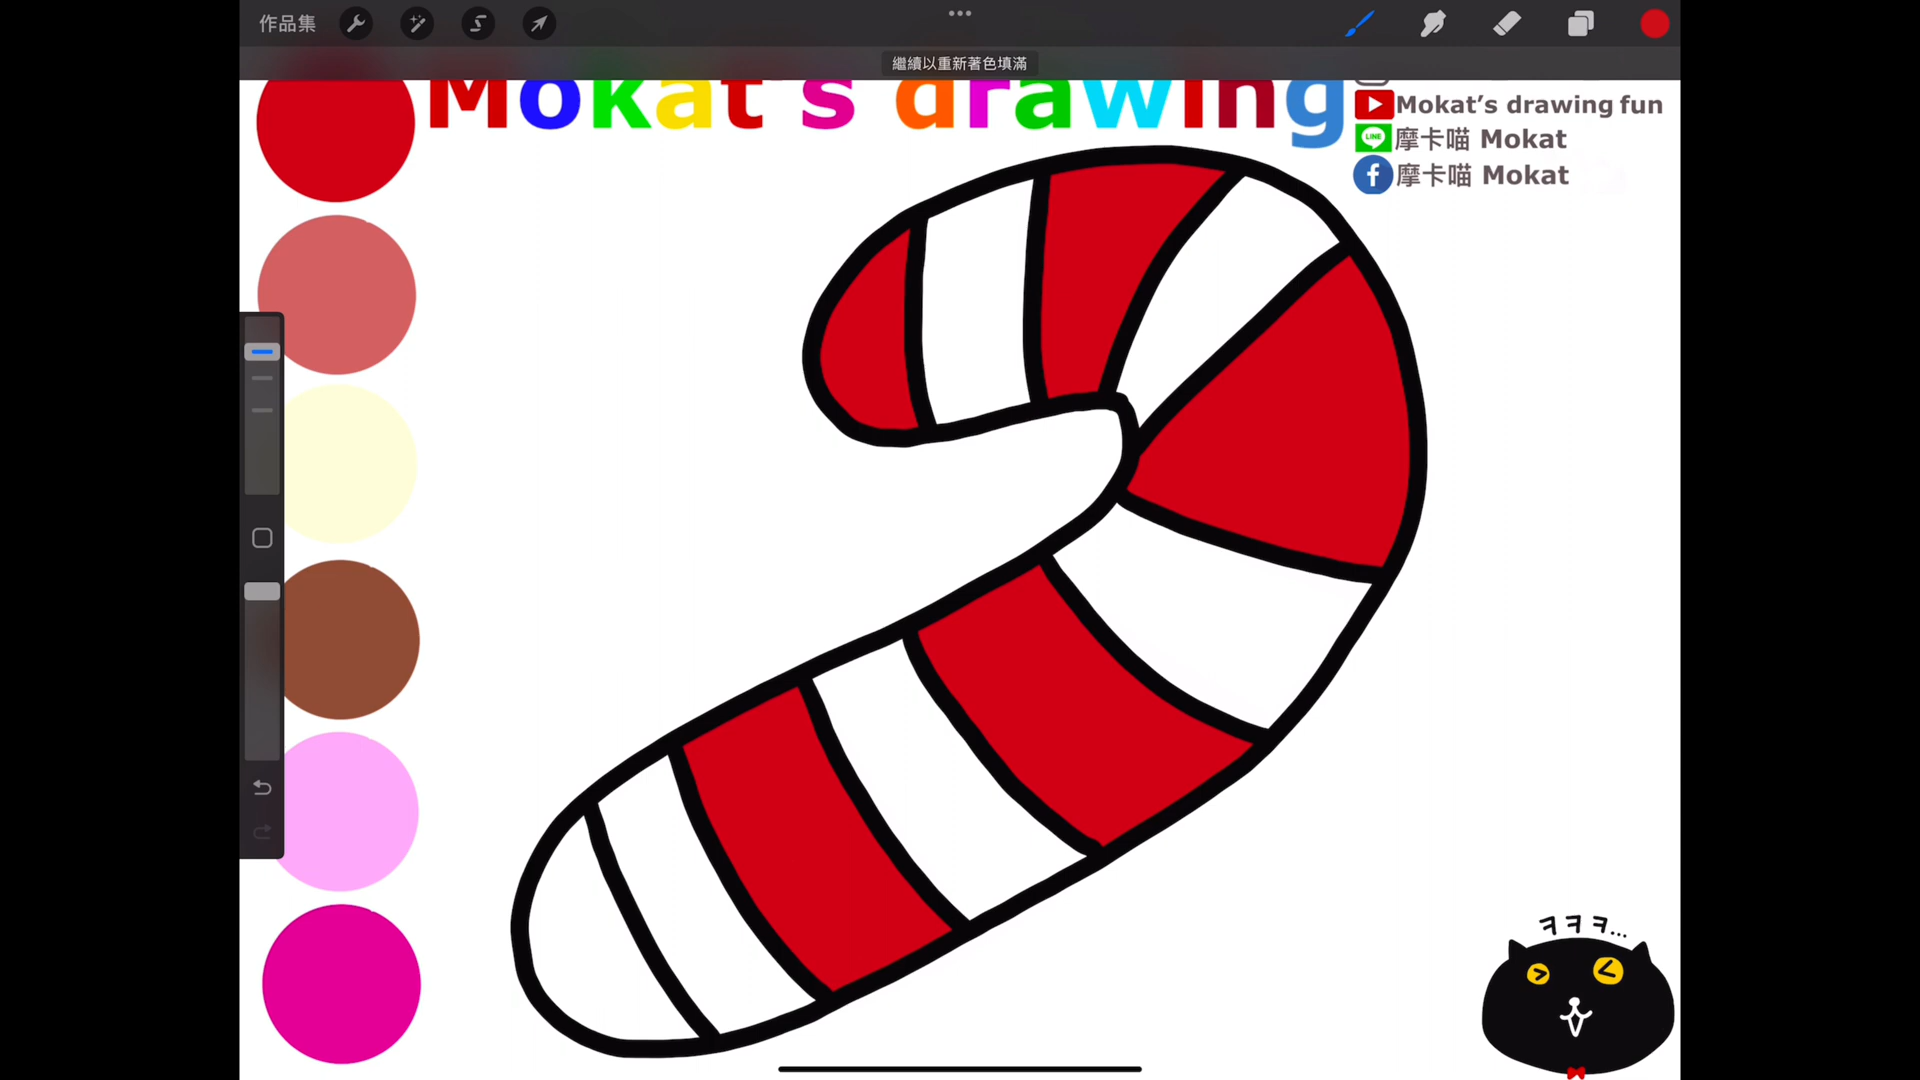 作品集
繼續以重新著色填滿
Mokat's drawing
Mokat’s drawing fun
LINE
摩卡喵 Mokat
f
摩卡喵 Mokat
ㅋㅋㅋ...